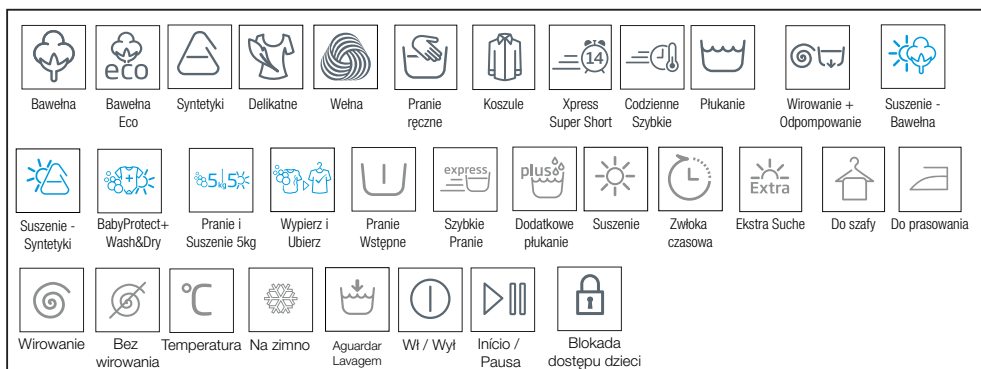 eco
14
Bawełna
Bawełna Eco
Syntetyki
Delikatne
Wełna
Pranie ręczne
Koszule
Xpress Super Short
Codzienne Szybkie
Płukanie
Wirowanie + Odpompowanie
Suszenie - Bawełna
5kg 5
express
plus
Extra
Suszenie - Syntetyki
BabyProtect+ Wash&Dry
Pranie i Suszenie 5kg
Wypierz i Ubierz
Pranie Wstępne
Szybkie Pranie
Dodatkowe płukanie
Suszenie
Zwłoka czasowa
Ekstra Suche
Do szafy
Do prasowania
°C
Wirowanie
Bez wirowania
Temperatura
Na zimno
Aguardar Lavagem
Wł / Wył
Início / Pausa
Blokada dostępu dzieci